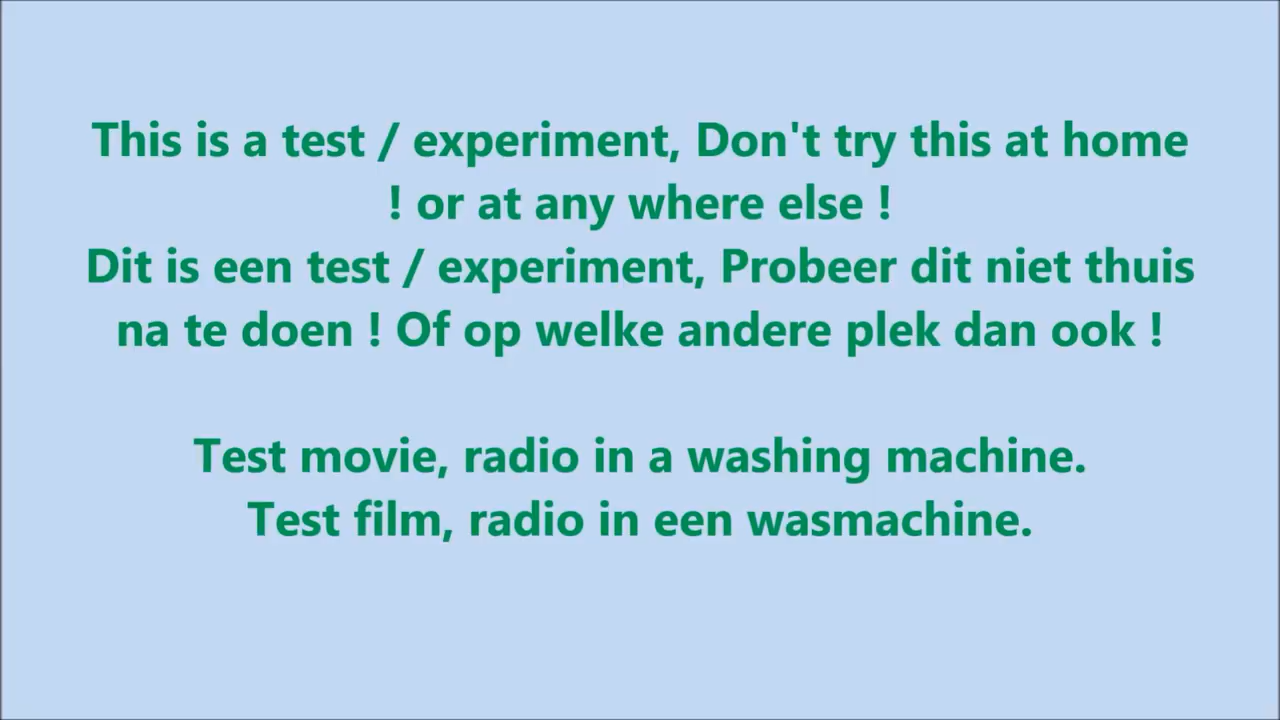 This is a test / experiment, Don't try this at home
! or at any where else !
Dit is een test / experiment, Probeer dit niet thuis
na te doen ! Of op welke andere plek dan ook !
Test movie, radio in a washing machine.
Test film, radio in een wasmachine.